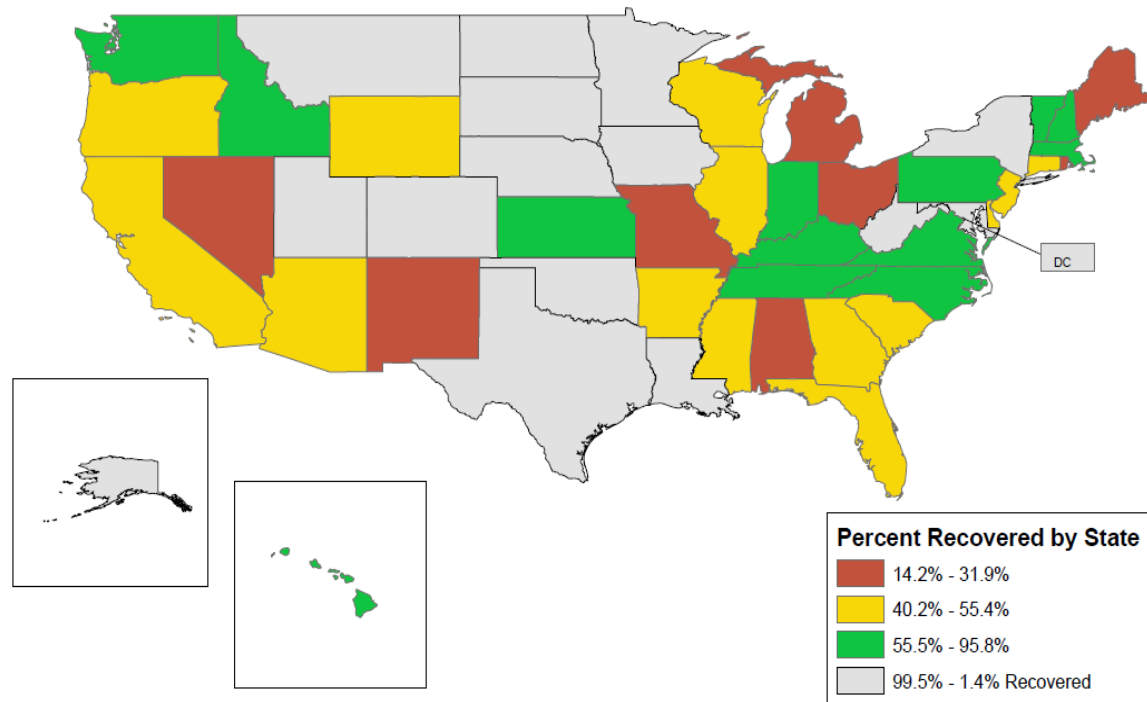 DC
Percent Recovered by State
14.2% - 31.9%
40.2% - 55.4%
55.5% - 95.8%
99.5% - 1.4% Recovered